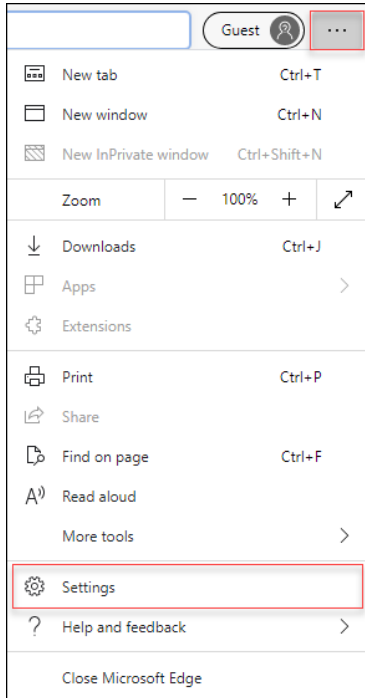 Guest ...
New tab Ctrl+T
New window Ctrl+N
New InPrivate window Ctrl+Shift+N
Zoom — 100% +
Downloads Ctrl+J
Apps
Extensions
Print Ctrl+P
Share
Find on page Ctrl+F
A Read aloud
More tools
Settings
? Help and feedback
Close Microsoft Edge